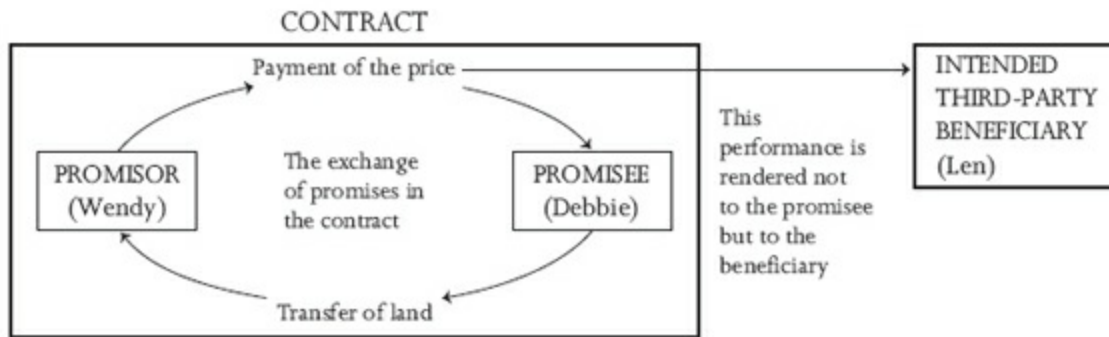 CONTRACT
Payment of the price
INTENDED
THIRD-PARTY
BENEFICIARY
(Len)
PROMISOR
(Wendy)
The exchange
of promises in
the contract
PROMISEE
(Debbie)
This
performance is
rendered not
to the promisee
but to the
beneficiary
Transfer of land